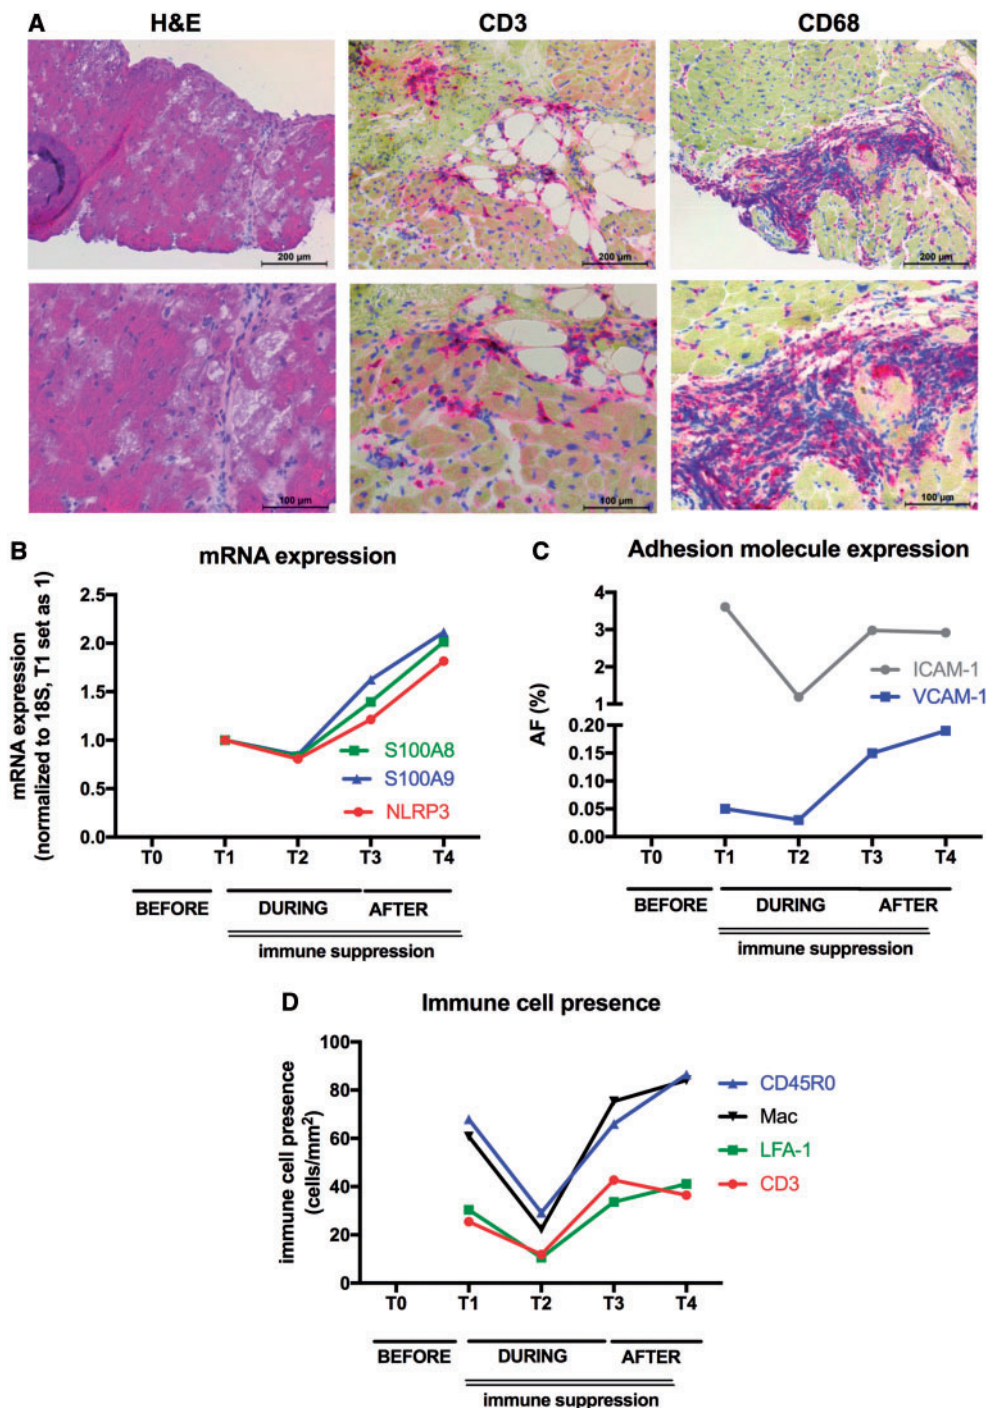 A
H&E CD3 CD68
200 µm 200 µm 200 µm
100 µm 100 µm 100 µm
B
mRNA expression
mRNA expression
(normalized to 18S, T1 set as 1)
2.5
2.0
1.5
1.0
0.5
0.0
S100A8
S100A9
NLRP3
T0 T1 T2 T3 T4
BEFORE DURING AFTER
immune suppression
C
Adhesion molecule expression
AF (%)
4
3
2
1
0.20
0.15
0.10
0.05
0.00
ICAM-1
VCAM-1
T0 T1 T2 T3 T4
BEFORE DURING AFTER
immune suppression
D
Immune cell presence
immune cell presence
(cells/mm²)
100
80
60
40
20
0
CD45R0
Mac
LFA-1
CD3
T0 T1 T2 T3 T4
BEFORE DURING AFTER
immune suppression